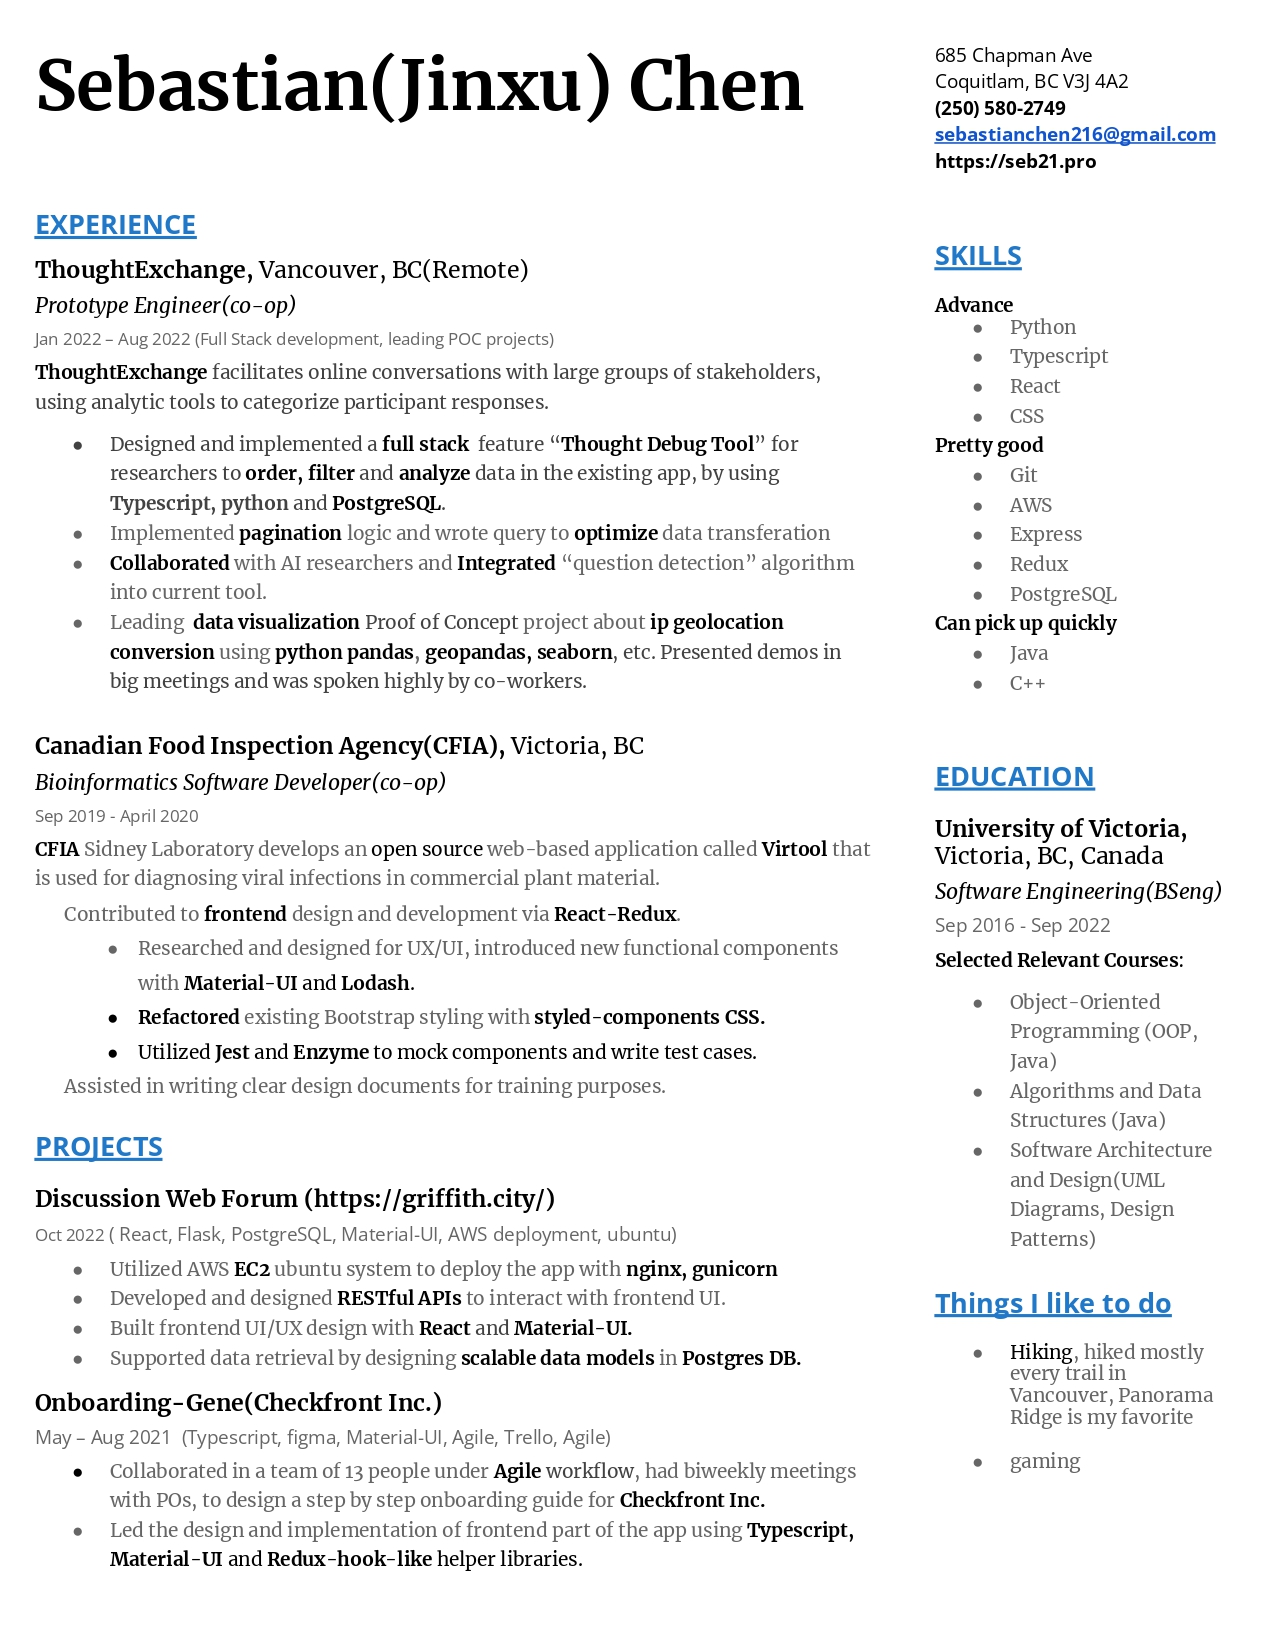 Sebastian(Jinxu) Chen
685 Chapman Ave
Coquitlam, BC V3J 4A2
(250) 580-2749
sebastianchen216@gmail.com
https://seb21.pro
EXPERIENCE
ThoughtExchange, Vancouver, BC(Remote)
Prototype Engineer(co-op)
Jan 2022 – Aug 2022 (Full Stack development, leading POC projects)
ThoughtExchange facilitates online conversations with large groups of stakeholders,
using analytic tools to categorize participant responses.
● Designed and implemented a full stack feature “Thought Debug Tool” for
researchers to order, filter and analyze data in the existing app, by using
Typescript, python and PostgreSQL.
● Implemented pagination logic and wrote query to optimize data transferation
● Collaborated with AI researchers and Integrated “question detection” algorithm
into current tool.
● Leading data visualization Proof of Concept project about ip geolocation
conversion using python pandas, geopandas, seaborn, etc. Presented demos in
big meetings and was spoken highly by co-workers.
Canadian Food Inspection Agency(CFIA), Victoria, BC
Bioinformatics Software Developer(co-op)
Sep 2019 - April 2020
CFIA Sidney Laboratory develops an open source web-based application called Virtool that
is used for diagnosing viral infections in commercial plant material.
Contributed to frontend design and development via React-Redux.
● Researched and designed for UX/UI, introduced new functional components
with Material-UI and Lodash.
● Refactored existing Bootstrap styling with styled-components CSS.
● Utilized Jest and Enzyme to mock components and write test cases.
Assisted in writing clear design documents for training purposes.
PROJECTS
Discussion Web Forum (https://griffith.city/)
Oct 2022 ( React, Flask, PostgreSQL, Material-UI, AWS deployment, ubuntu)
● Utilized AWS EC2 ubuntu system to deploy the app with nginx, gunicorn
● Developed and designed RESTful APIs to interact with frontend UI.
● Built frontend UI/UX design with React and Material-UI.
● Supported data retrieval by designing scalable data models in Postgres DB.
Onboarding-Gene(Checkfront Inc.)
May – Aug 2021 (Typescript, figma, Material-UI, Agile, Trello, Agile)
● Collaborated in a team of 13 people under Agile workflow, had biweekly meetings
with POs, to design a step by step onboarding guide for Checkfront Inc.
● Led the design and implementation of frontend part of the app using Typescript,
Material-UI and Redux-hook-like helper libraries.
SKILLS
Advance
● Python
● Typescript
● React
● CSS
Pretty good
● Git
● AWS
● Express
● Redux
● PostgreSQL
Can pick up quickly
● Java
● C++
EDUCATION
University of Victoria,
Victoria, BC, Canada
Software Engineering(BSeng)
Sep 2016 - Sep 2022
Selected Relevant Courses:
● Object-Oriented
Programming (OOP,
Java)
● Algorithms and Data
Structures (Java)
● Software Architecture
and Design(UML
Diagrams, Design
Patterns)
Things I like to do
● Hiking, hiked mostly
every trail in
Vancouver, Panorama
Ridge is my favorite
● gaming